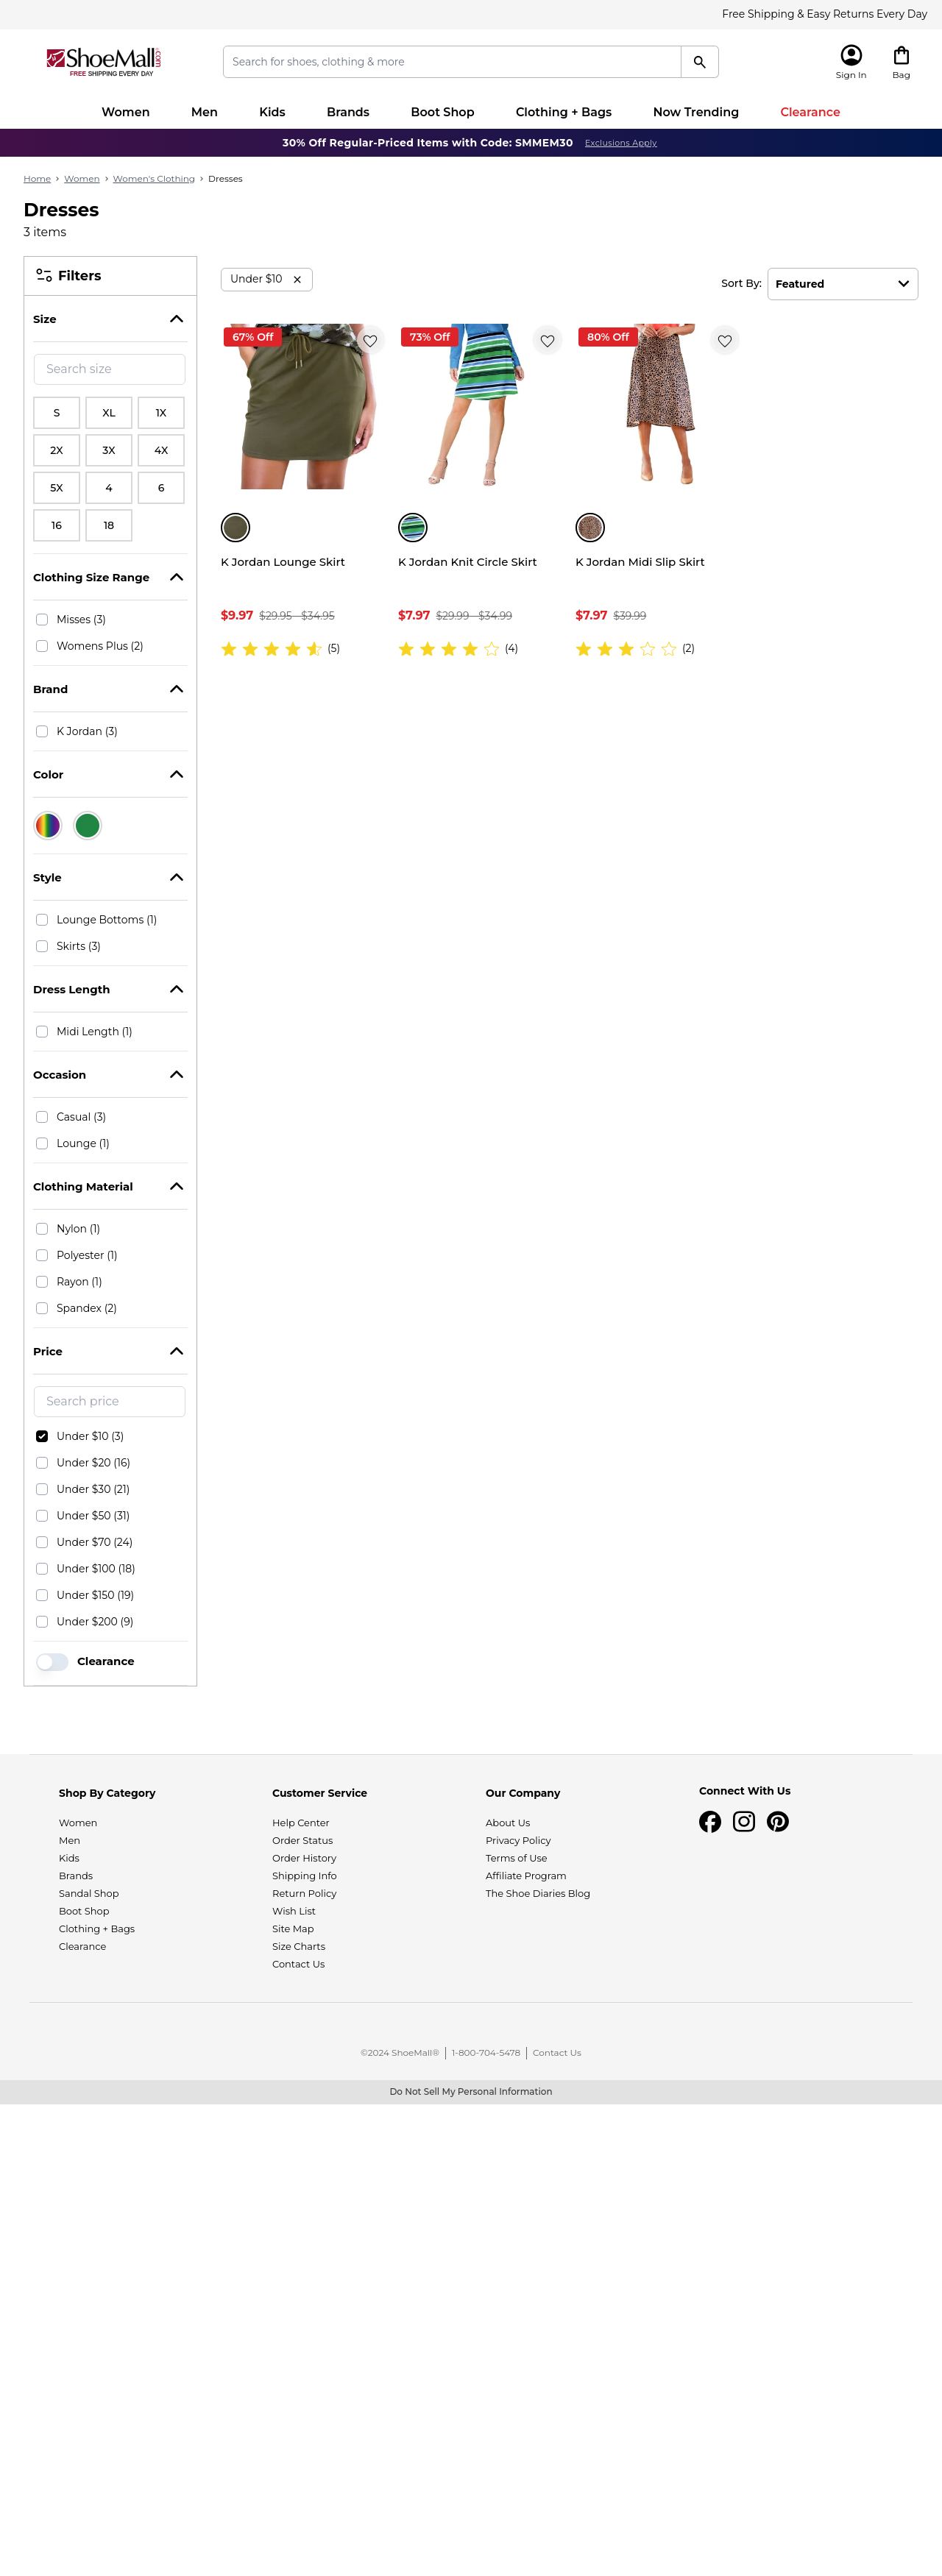 Free Shipping & Easy Returns Every Day
ShoeMall.com
FREE SHIPPING EVERY DAY
Search for shoes, clothing & more
Sign In
Bag
Women Men Kids Brands Boot Shop Clothing + Bags Now Trending Clearance
30% Off Regular-Priced Items with Code: SMMEM30 Exclusions Apply
Home › Women › Women's Clothing › Dresses
Dresses
3 items
Filters
Size
Search size
S XL 1X
2X 3X 4X
5X 4 6
16 18
Clothing Size Range
Misses (3)
Womens Plus (2)
Brand
K Jordan (3)
Color
Style
Lounge Bottoms (1)
Skirts (3)
Dress Length
Midi Length (1)
Occasion
Casual (3)
Lounge (1)
Clothing Material
Nylon (1)
Polyester (1)
Rayon (1)
Spandex (2)
Price
Search price
Under $10 (3)
Under $20 (16)
Under $30 (21)
Under $50 (31)
Under $70 (24)
Under $100 (18)
Under $150 (19)
Under $200 (9)
Clearance
Under $10
Sort By: Featured
67% Off
K Jordan Lounge Skirt
$9.97 $29.95 - $34.95
(5)
73% Off
K Jordan Knit Circle Skirt
$7.97 $29.99 - $34.99
(4)
80% Off
K Jordan Midi Slip Skirt
$7.97 $39.99
(2)
Shop By Category
Women
Men
Kids
Brands
Sandal Shop
Boot Shop
Clothing + Bags
Clearance
Customer Service
Help Center
Order Status
Order History
Shipping Info
Return Policy
Wish List
Site Map
Size Charts
Contact Us
Our Company
About Us
Privacy Policy
Terms of Use
Affiliate Program
The Shoe Diaries Blog
Connect With Us
©2024 ShoeMall® | 1-800-704-5478 | Contact Us
Do Not Sell My Personal Information